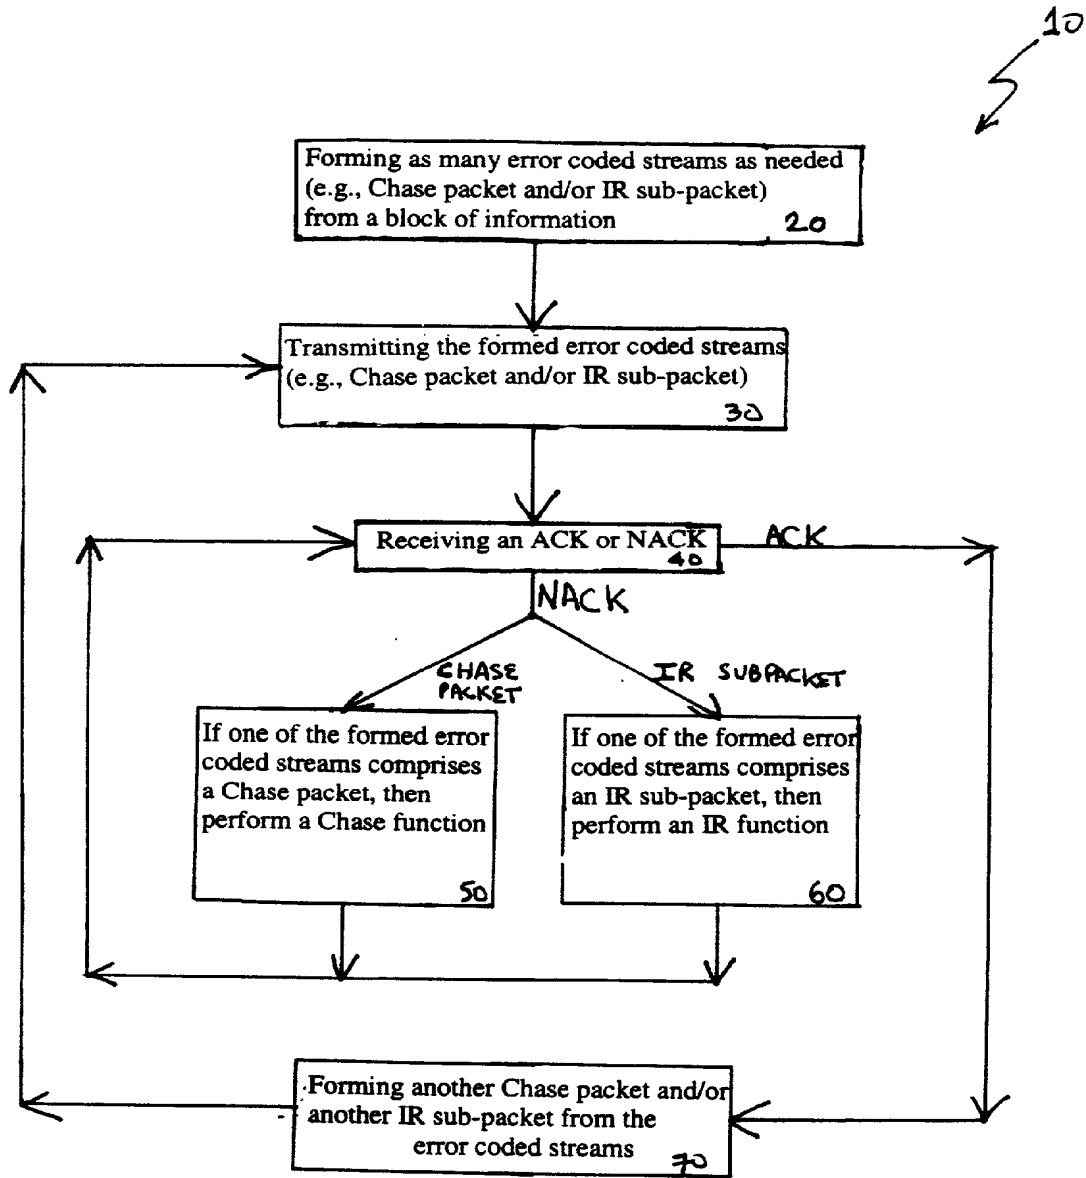 10
Forming as many error coded streams as needed
(e.g., Chase packet and/or IR sub-packet)
from a block of information
20
Transmitting the formed error coded streams
(e.g., Chase packet and/or IR sub-packet)
30
Receiving an ACK or NACK
40
ACK
NACK
CHASE
PACKET
IR SUBPACKET
If one of the formed error
coded streams comprises
a Chase packet, then
perform a Chase function
50
If one of the formed error
coded streams comprises
an IR sub-packet, then
perform an IR function
60
Forming another Chase packet and/or
another IR sub-packet from the
error coded streams
70